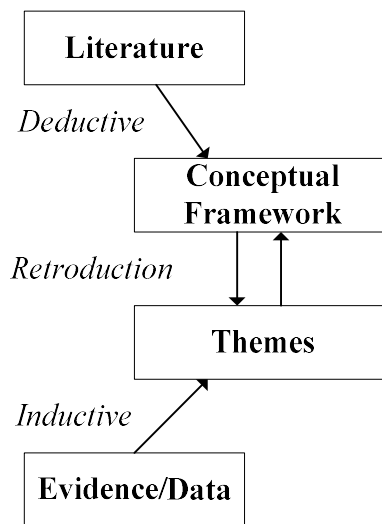 Literature
Deductive
Conceptual
Framework
Retroduction
Themes
Inductive
Evidence/Data